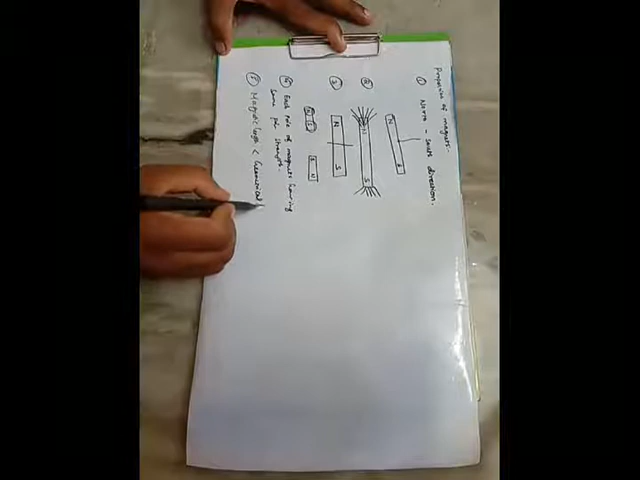 Properties of magnets.
① North - South direction.
N S
② N S
③ N S
N S
S N
④ Each pole of magnets having
same pole strength.
⑤ Magnetic length < Geometrical